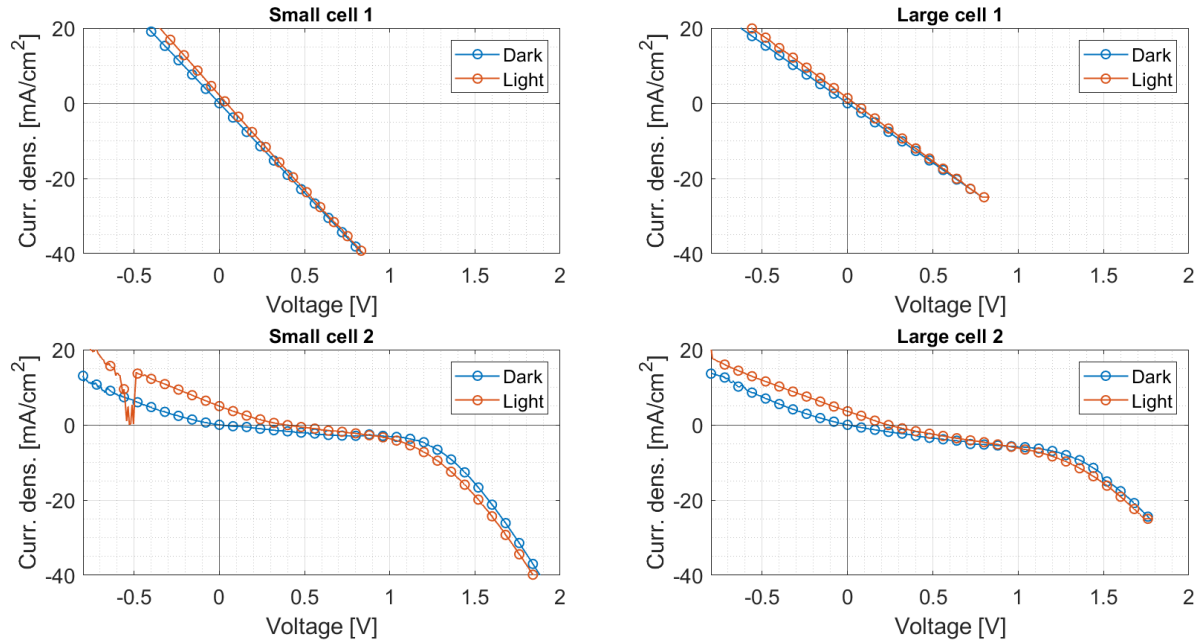 Small cell 1
20
0
-20
-40
Curr. dens. [mA/cm2]
-0.5 0 0.5 1 1.5 2
Voltage [V]
Dark
Light
Large cell 1
20
0
-20
-40
Curr. dens. [mA/cm2]
-0.5 0 0.5 1 1.5 2
Voltage [V]
Dark
Light
Small cell 2
20
0
-20
-40
Curr. dens. [mA/cm2]
-0.5 0 0.5 1 1.5 2
Voltage [V]
Dark
Light
Large cell 2
20
0
-20
-40
Curr. dens. [mA/cm2]
-0.5 0 0.5 1 1.5 2
Voltage [V]
Dark
Light